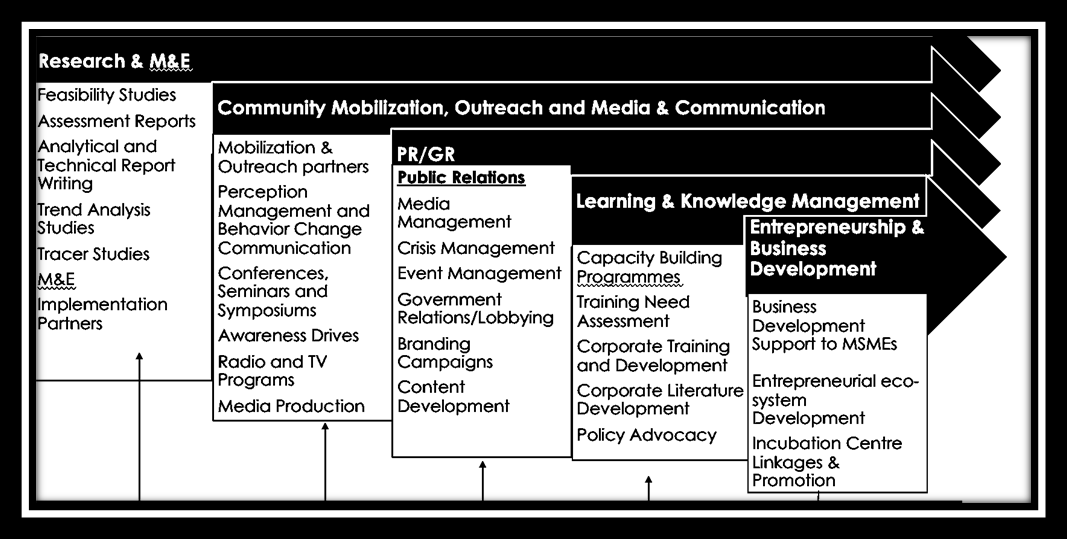 Research & M&E
Feasibility Studies
Assessment Reports
Analytical and
Technical Report
Writing
Trend Analysis
Studies
Tracer Studies
M&E
Implementation
Partners
Community Mobilization, Outreach and Media & Communication
Mobilization &
Outreach partners
Perception
Management and
Behavior Change
Communication
Conferences,
Seminars and
Symposiums
Awareness Drives
Radio and TV
Programs
Media Production
PR/GR
Public Relations
Media
Management
Crisis Management
Event Management
Government
Relations/Lobbying
Branding
Campaigns
Content
Development
Learning & Knowledge Management
Capacity Building
Programmes
Training Need
Assessment
Corporate Training
and Development
Corporate Literature
Development
Policy Advocacy
Entrepreneurship &
Business
Development
Business
Development
Support to MSMEs
Entrepreneurial eco-
system
Development
Incubation Centre
Linkages &
Promotion